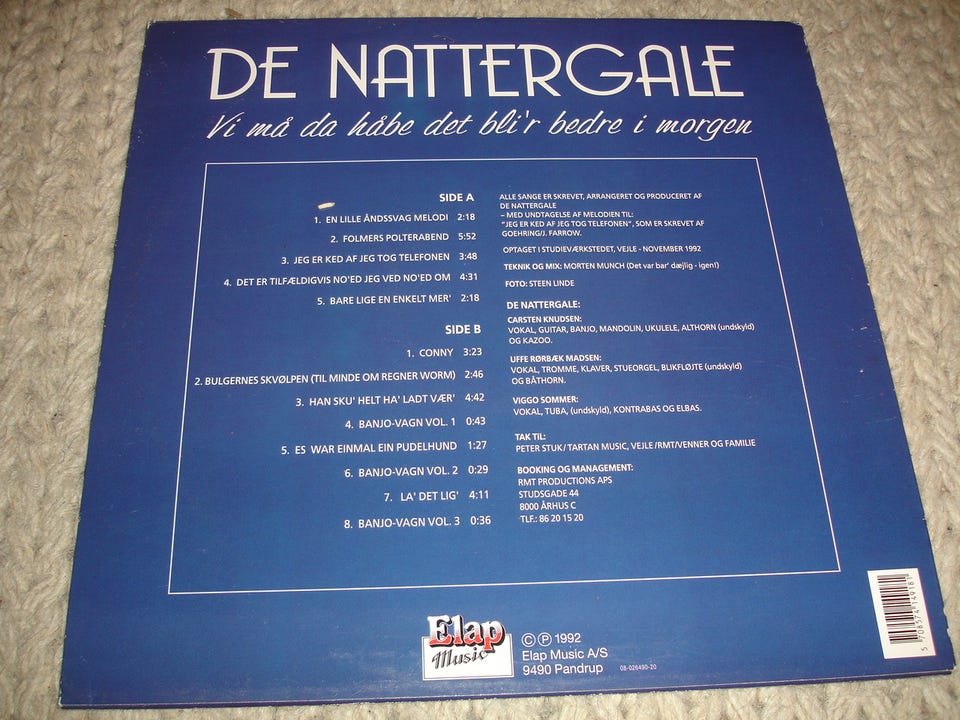 DE NATTERGALE
Vi må da håbe det bli'r bedre i morgen
SIDE A
1. EN LILLE ÅNDSSVAG MELODI 2:18
2. FOLMERS POLTERABEND 5:52
3. JEG ER KED AF JEG TOG TELEFONEN 3:48
4. DET ER TILFÆLDIGVIS NO'ED JEG VED NO'ED OM 4:31
5. BARE LIGE EN ENKELT MER' 2:18
SIDE B
1. CONNY 3:23
2. BULGERNES SKVØLPEN (TIL MINDE OM REGNER WORM) 2:46
3. HAN SKU' HELT HA' LADT VÆR' 4:42
4. BANJO-VAGN VOL. 1 0:43
5. ES WAR EINMAL EIN PUDELHUND 1:27
6. BANJO-VAGN VOL. 2 0:29
7. LA' DET LIG' 4:11
8. BANJO-VAGN VOL. 3 0:36
ALLE SANGE ER SKREVET, ARRANGERET OG PRODUCERET AF
DE NATTERGALE
– MED UNDTAGELSE AF MELODIEN TIL:
"JEG ER KED AF JEG TOG TELEFONEN", SOM ER SKREVET AF
GOEHRING/J. FARROW.
OPTAGET I STUDIEVÆRKSTEDET, VEJLE - NOVEMBER 1992
TEKNIK OG MIX: MORTEN MUNCH (Det var bar' dæjlig - igen!)
FOTO: STEEN LINDE
DE NATTERGALE:
CARSTEN KNUDSEN:
VOKAL, GUITAR, BANJO, MANDOLIN, UKULELE, ALTHORN (undskyld)
OG KAZOO.
UFFE RØRBÆK MADSEN:
VOKAL, TROMME, KLAVER, STUEORGEL, BLIKFLØJTE (undskyld)
OG BÅTHORN.
VIGGO SOMMER:
VOKAL, TUBA, (undskyld), KONTRABAS OG ELBAS.
TAK TIL:
PETER STUK/ TARTAN MUSIC, VEJLE /RMT/VENNER OG FAMILIE
BOOKING OG MANAGEMENT:
RMT PRODUCTIONS APS
STUDSGADE 44
8000 ÅRHUS C
TLF.: 86 20 15 20
Elap
Music
© ℗ 1992
Elap Music A/S
9490 Pandrup
08-026490-20
5 708574 149181